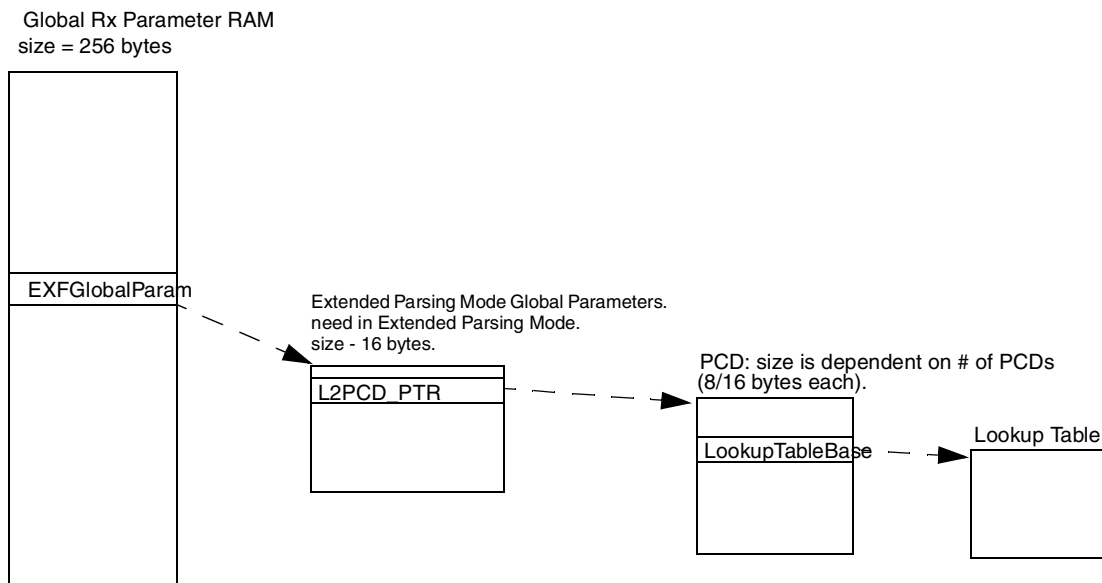 Global Rx Parameter RAM
size = 256 bytes
EXFGlobalParam
Extended Parsing Mode Global Parameters.
need in Extended Parsing Mode.
size - 16 bytes.
L2PCD_PTR
PCD: size is dependent on # of PCDs
(8/16 bytes each).
LookupTableBase
Lookup Table